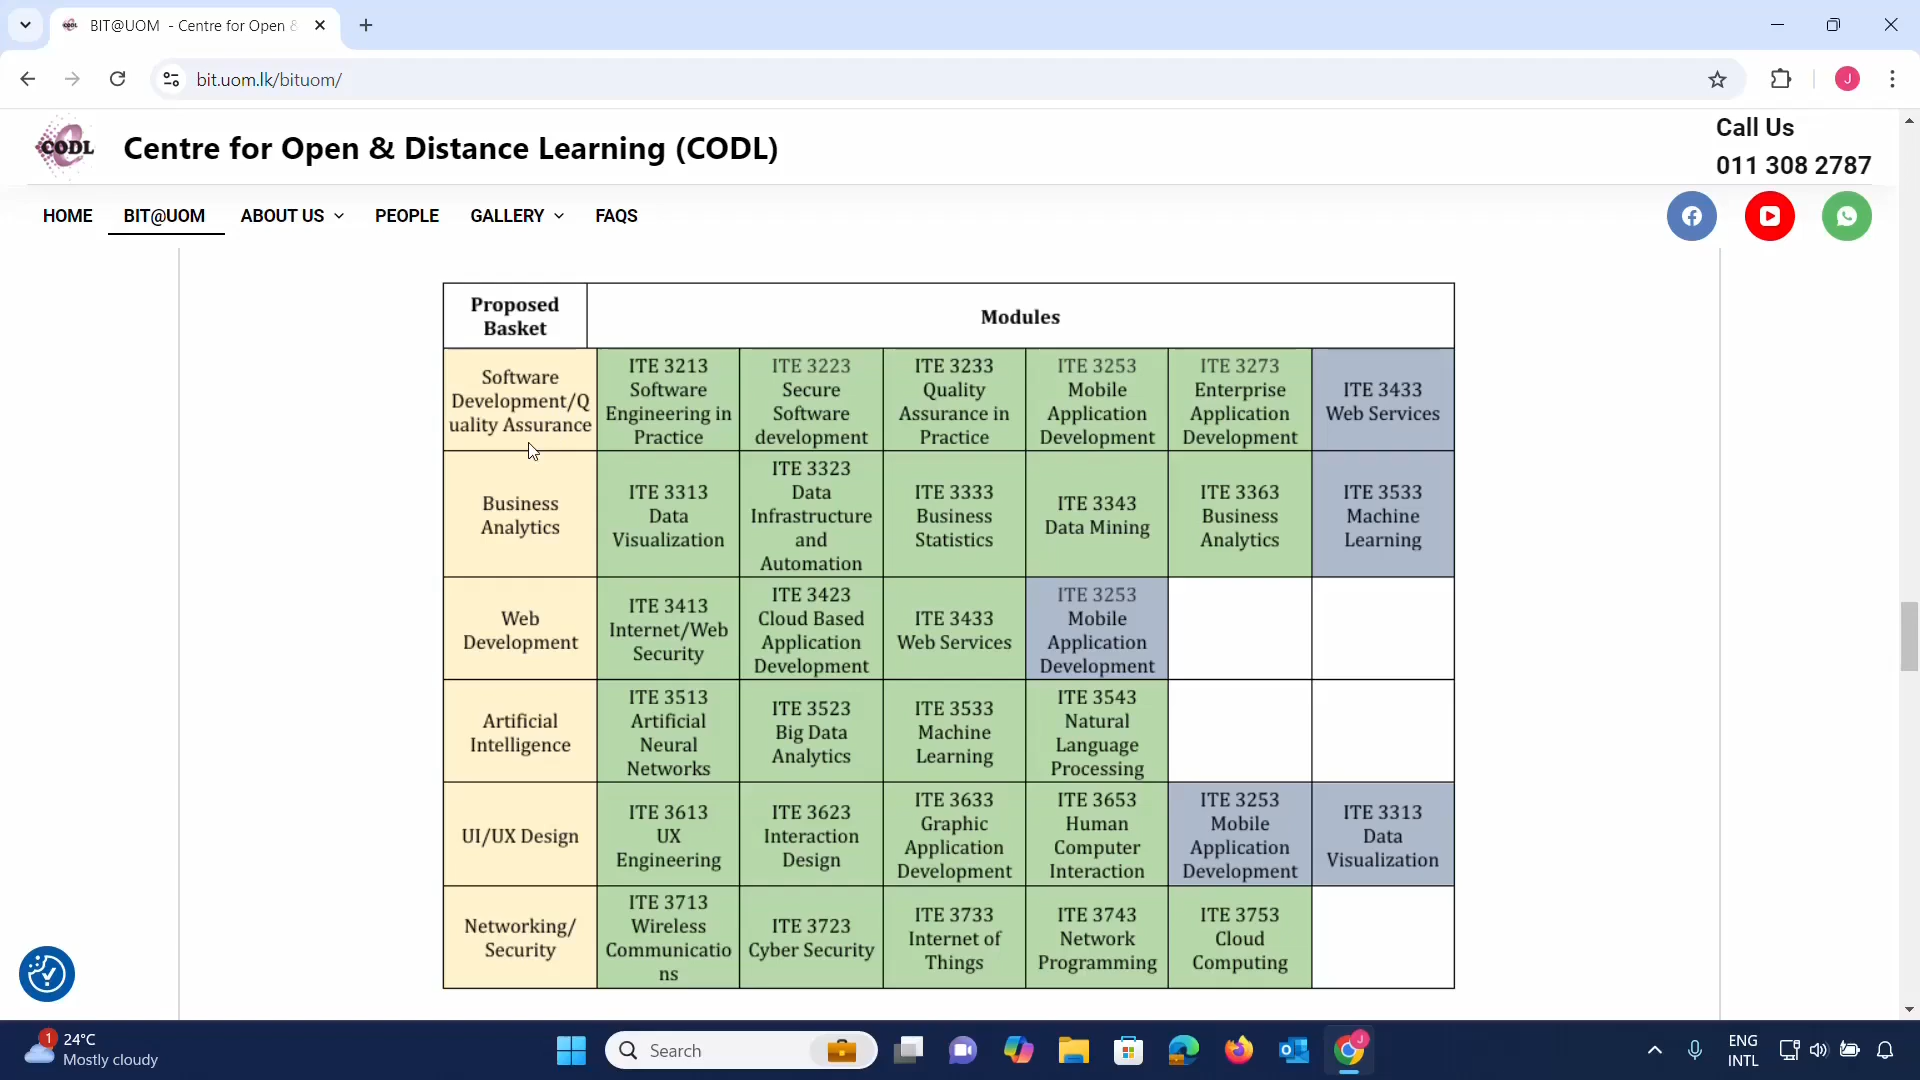 BIT@UOM - Centre for Open &
bit.uom.lk/bituom/
J
CODL
Centre for Open & Distance Learning (CODL)
Call Us
011 308 2787
HOME
BIT@UOM
ABOUT US
PEOPLE
GALLERY
FAQS
Proposed
Basket
Modules
Software
Development/Q
uality Assurance
ITE 3213
Software
Engineering in
Practice
ITE 3223
Secure
Software
development
ITE 3233
Quality
Assurance in
Practice
ITE 3253
Mobile
Application
Development
ITE 3273
Enterprise
Application
Development
ITE 3433
Web Services
Business
Analytics
ITE 3313
Data
Visualization
ITE 3323
Data
Infrastructure
and
Automation
ITE 3333
Business
Statistics
ITE 3343
Data Mining
ITE 3363
Business
Analytics
ITE 3533
Machine
Learning
Web
Development
ITE 3413
Internet/Web
Security
ITE 3423
Cloud Based
Application
Development
ITE 3433
Web Services
ITE 3253
Mobile
Application
Development
Artificial
Intelligence
ITE 3513
Artificial
Neural
Networks
ITE 3523
Big Data
Analytics
ITE 3533
Machine
Learning
ITE 3543
Natural
Language
Processing
UI/UX Design
ITE 3613
UX
Engineering
ITE 3623
Interaction
Design
ITE 3633
Graphic
Application
Development
ITE 3653
Human
Computer
Interaction
ITE 3253
Mobile
Application
Development
ITE 3313
Data
Visualization
Networking/
Security
ITE 3713
Wireless
Communicatio
ns
ITE 3723
Cyber Security
ITE 3733
Internet of
Things
ITE 3743
Network
Programming
ITE 3753
Cloud
Computing
1
24°C
Mostly cloudy
Search
J
ENG
INTL